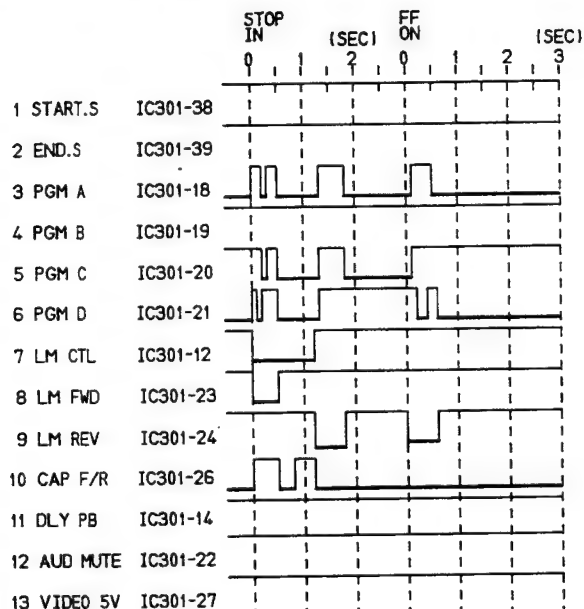 STOP IN FF ON
(SEC) (SEC)
0 1 2 0 1 2 3
1 START.S IC301-38
2 END.S IC301-39
3 PGM A IC301-18
4 PGM B IC301-19
5 PGM C IC301-20
6 PGM D IC301-21
7 LM CTL IC301-12
8 LM FWD IC301-23
9 LM REV IC301-24
10 CAP F/R IC301-26
11 DLY PB IC301-14
12 AUD MUTE IC301-22
13 VIDEO 5V IC301-27